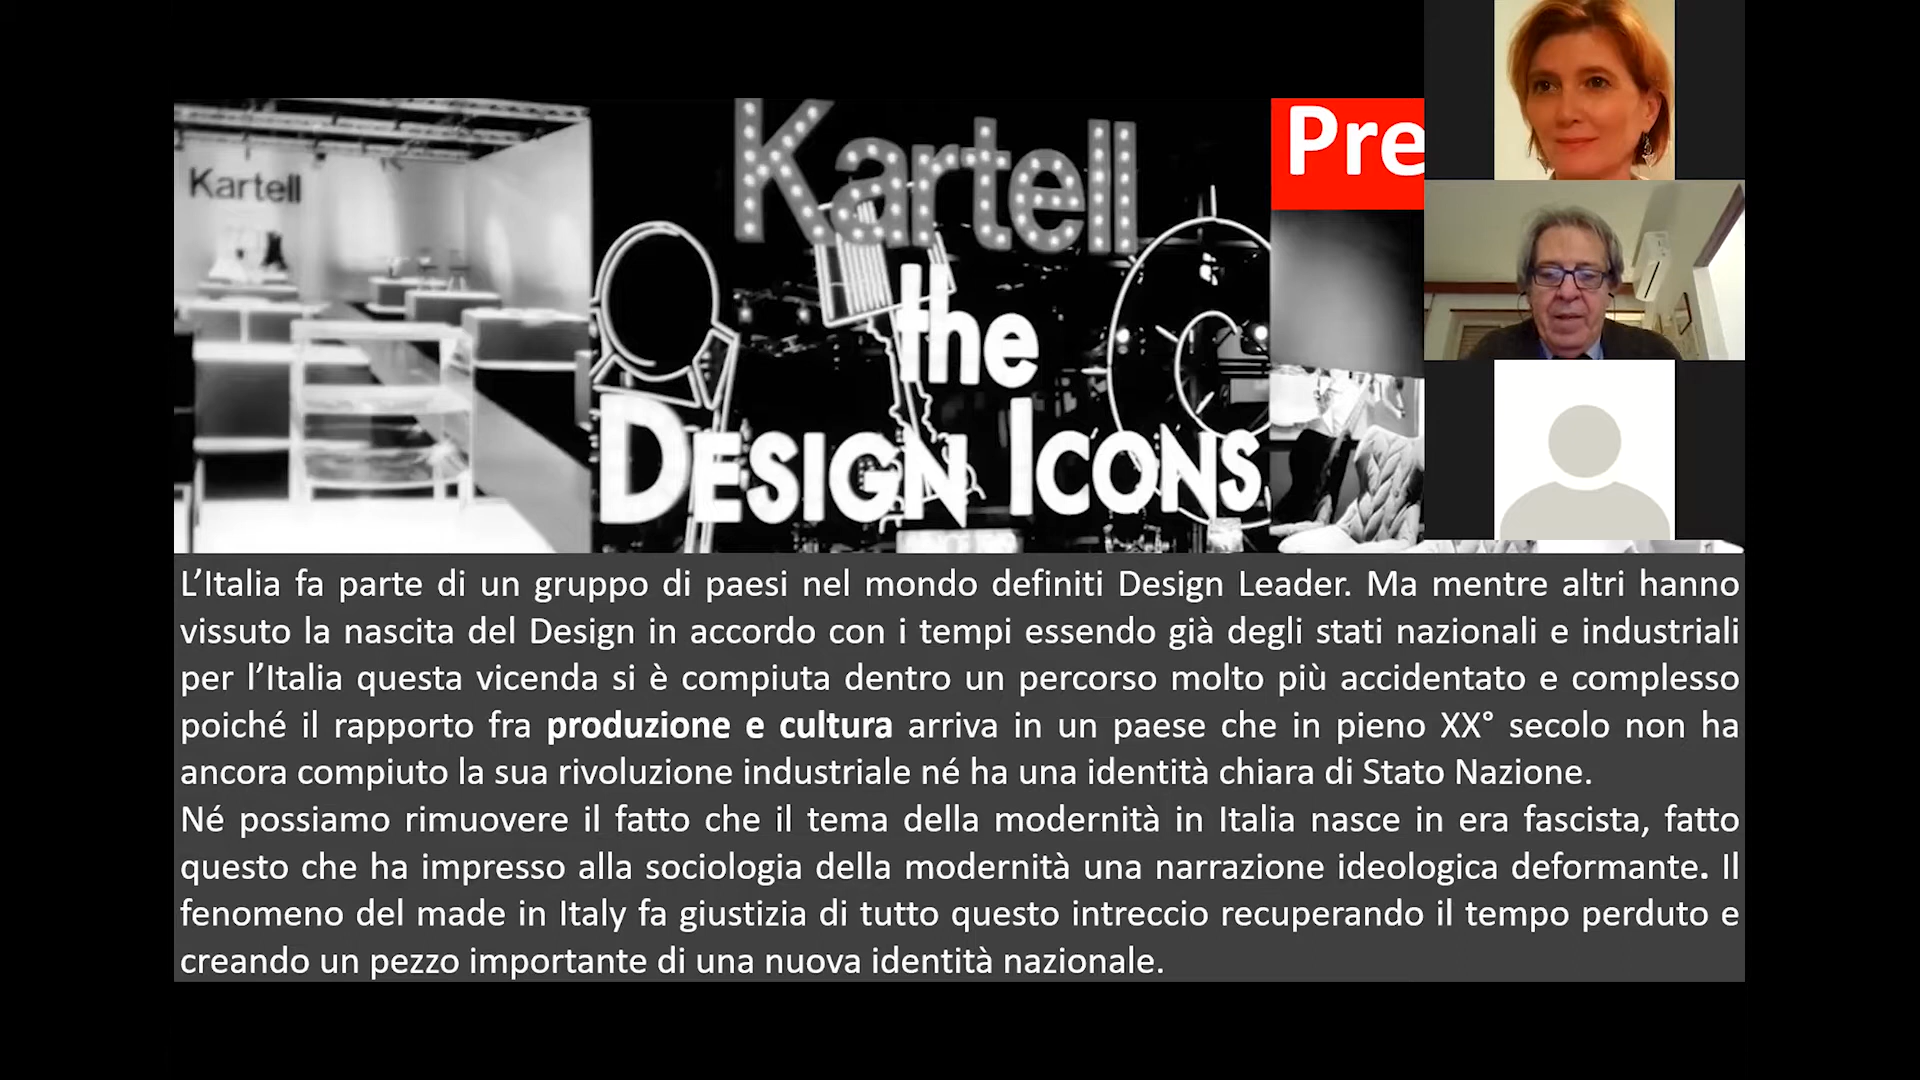 Kartell
Kartell
the
DESIGN ICONS
Pre
L’Italia fa parte di un gruppo di paesi nel mondo definiti Design Leader. Ma mentre altri hanno
vissuto la nascita del Design in accordo con i tempi essendo già degli stati nazionali e industriali
per l’Italia questa vicenda si è compiuta dentro un percorso molto più accidentato e complesso
poiché il rapporto fra produzione e cultura arriva in un paese che in pieno XX° secolo non ha
ancora compiuto la sua rivoluzione industriale né ha una identità chiara di Stato Nazione.
Né possiamo rimuovere il fatto che il tema della modernità in Italia nasce in era fascista, fatto
questo che ha impresso alla sociologia della modernità una narrazione ideologica deformante. Il
fenomeno del made in Italy fa giustizia di tutto questo intreccio recuperando il tempo perduto e
creando un pezzo importante di una nuova identità nazionale.